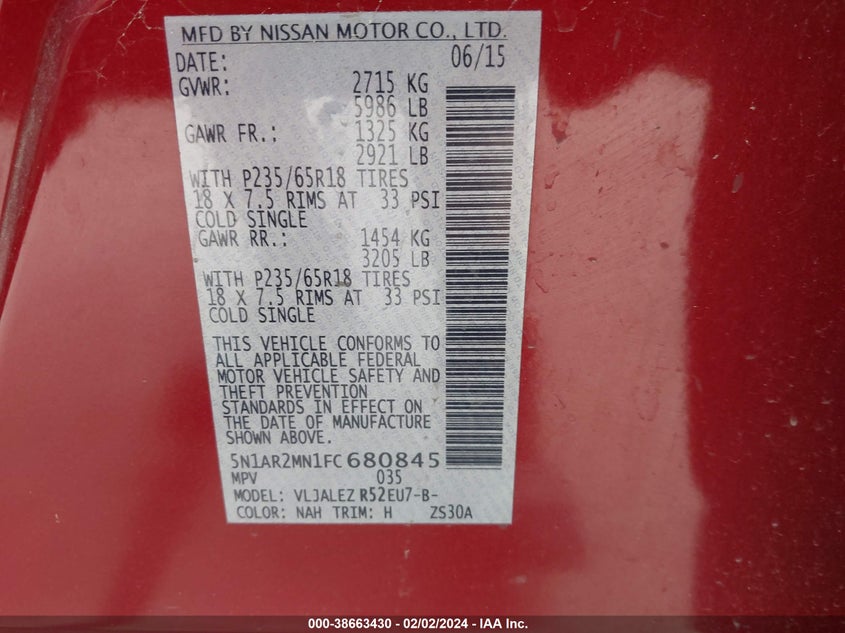 MFD BY NISSAN MOTOR CO., LTD.
DATE: 06/15
GVWR: 2715 KG
5986 LB
GAWR FR.: 1325 KG
2921 LB
WITH P235/65R18 TIRES
18 X 7.5 RIMS AT 33 PSI
COLD SINGLE
GAWR RR.: 1454 KG
3205 LB
WITH P235/65R18 TIRES
18 X 7.5 RIMS AT 33 PSI
COLD SINGLE
THIS VEHICLE CONFORMS TO
ALL APPLICABLE FEDERAL
MOTOR VEHICLE SAFETY AND
THEFT PREVENTION
STANDARDS IN EFFECT ON
THE DATE OF MANUFACTURE
SHOWN ABOVE.
5N1AR2MN1FC680845
MPV 035
MODEL: VLJALEZ R52EU7-B-
COLOR: NAH TRIM: H ZS30A
000-38663430 - 02/02/2024 - IAA Inc.